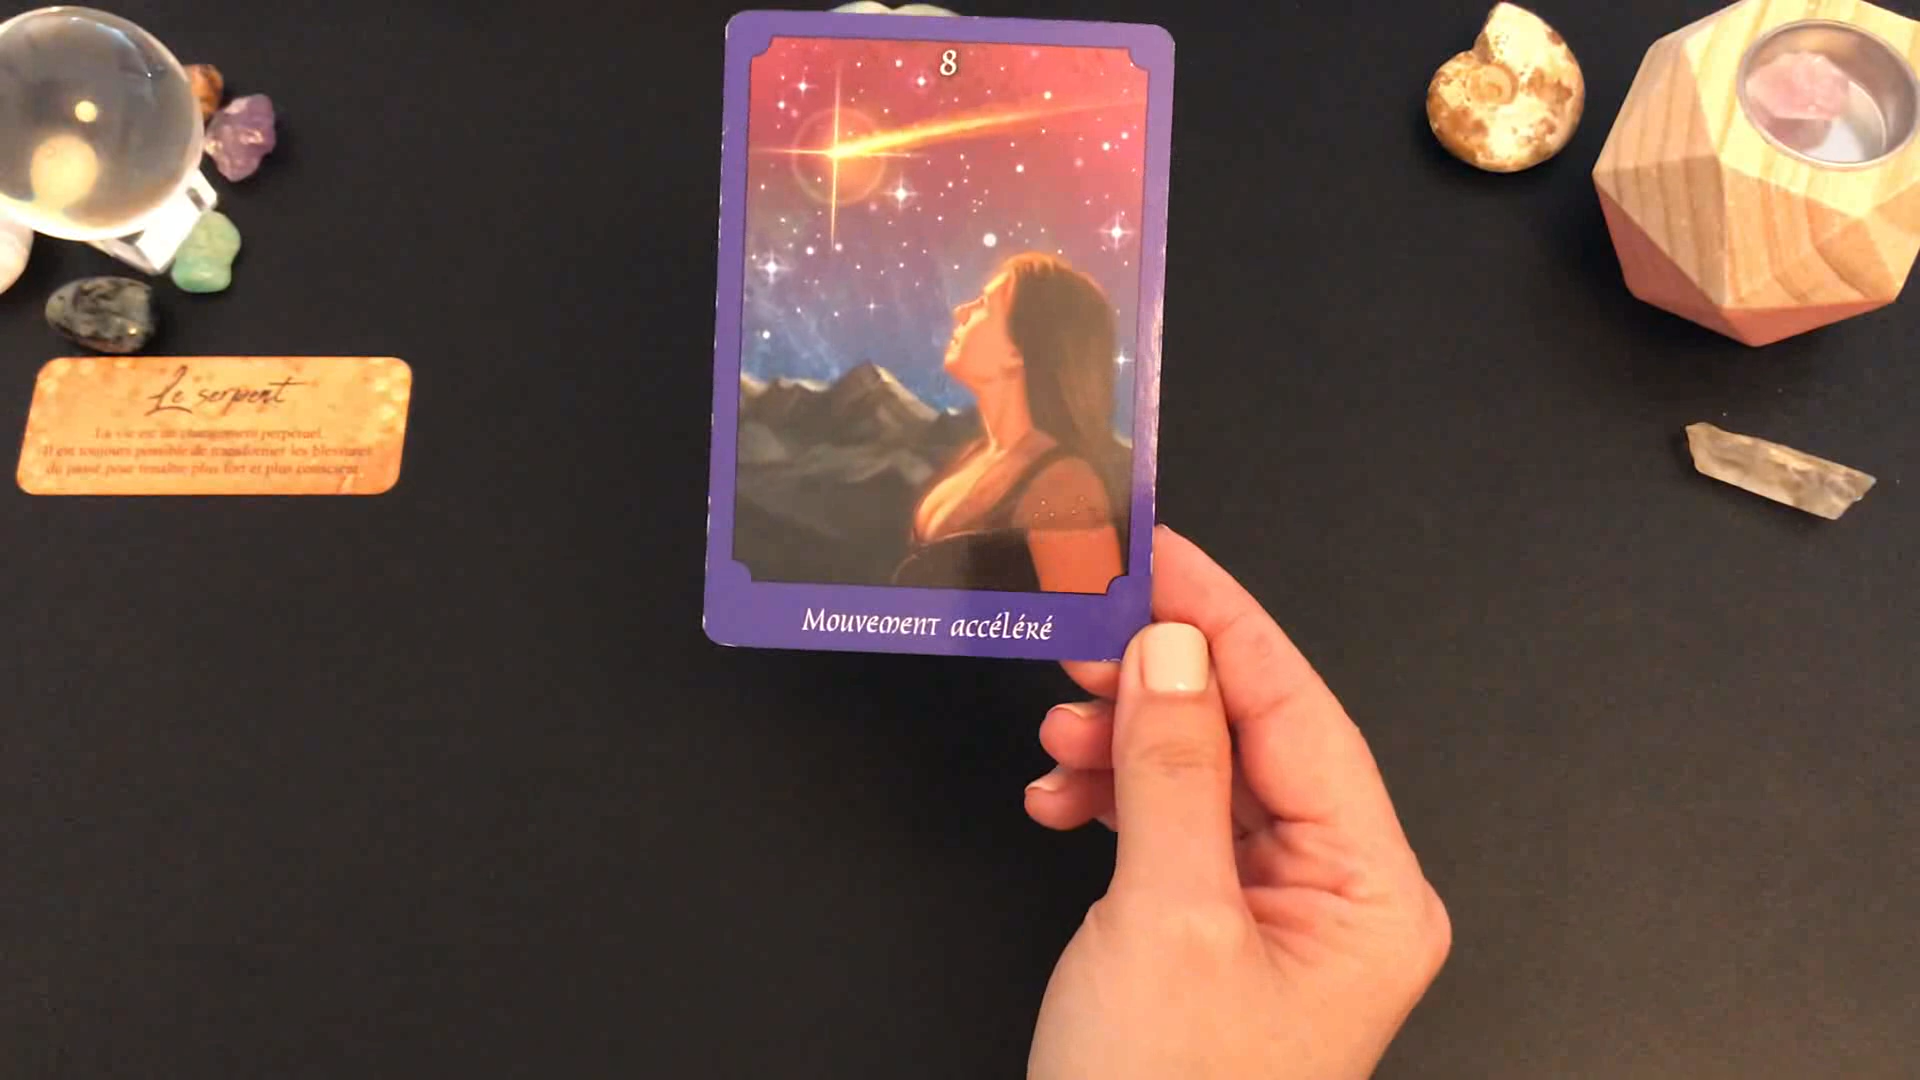 8
Mouvement accéléré
Le serpent
La vie est un changement perpétuel.
Il est toujours possible de transformer les blessures
du passé pour renaître plus fort et plus conscient.